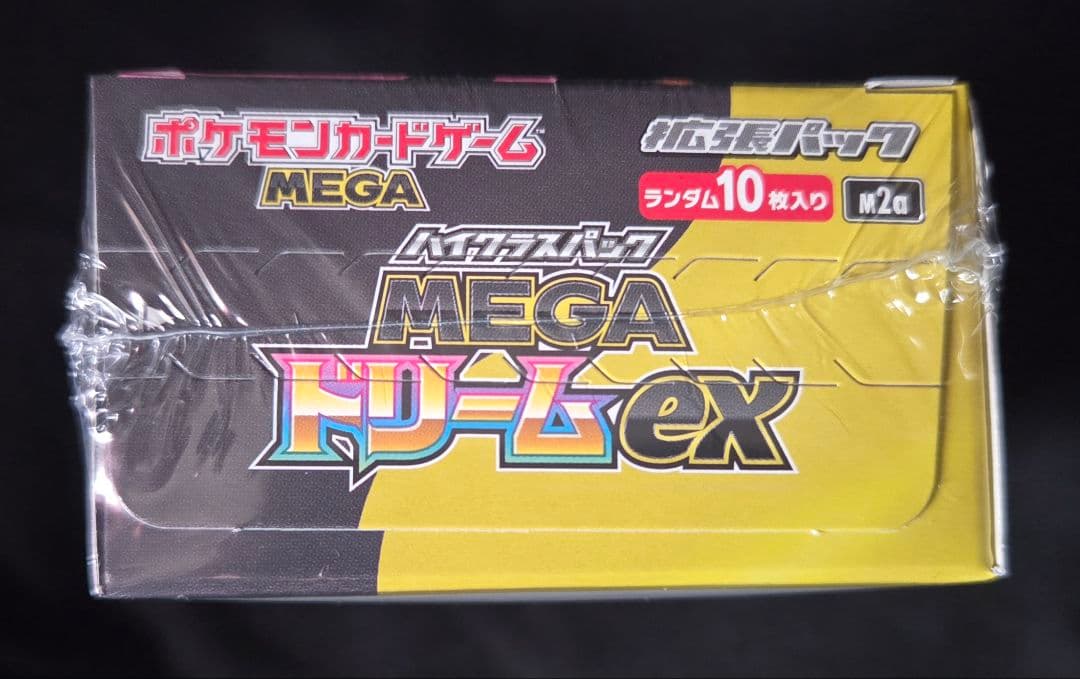 ポケモンカードゲーム™
MEGA
拡張パック
ランダム10枚入り
M2a
ハイクラスパック
MEGA
ドリームex